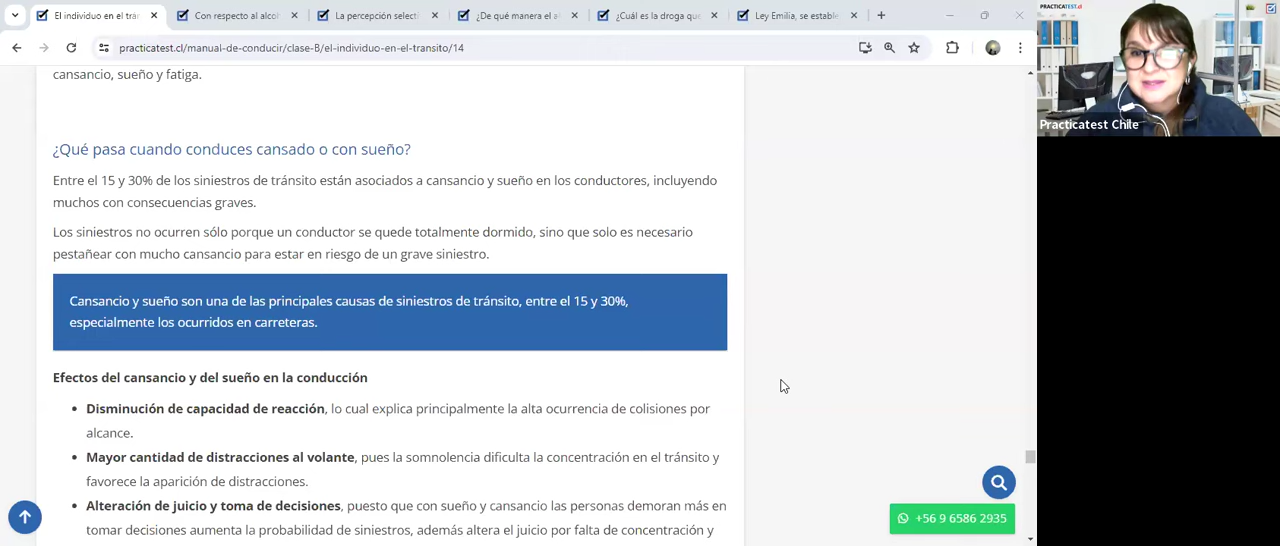 El individuo en el trán
Con respecto al alcoh
La percepción selecti
¿De qué manera el a
¿Cuál es la droga qu
Ley Emilia, se estable
practicatest.cl/manual-de-conducir/clase-B/el-individuo-en-el-transito/14
PRACTICATEST.cl
Practicatest Chile
cansancio, sueño y fatiga.
¿Qué pasa cuando conduces cansado o con sueño?
Entre el 15 y 30% de los siniestros de tránsito están asociados a cansancio y sueño en los conductores, incluyendo
muchos con consecuencias graves.
Los siniestros no ocurren sólo porque un conductor se quede totalmente dormido, sino que solo es necesario
pestañear con mucho cansancio para estar en riesgo de un grave siniestro.
Cansancio y sueño son una de las principales causas de siniestros de tránsito, entre el 15 y 30%,
especialmente los ocurridos en carreteras.
Efectos del cansancio y del sueño en la conducción
Disminución de capacidad de reacción, lo cual explica principalmente la alta ocurrencia de colisiones por
alcance.
Mayor cantidad de distracciones al volante, pues la somnolencia dificulta la concentración en el tránsito y
favorece la aparición de distracciones.
Alteración de juicio y toma de decisiones, puesto que con sueño y cansancio las personas demoran más en
tomar decisiones aumenta la probabilidad de siniestros, además altera el juicio por falta de concentración y
+56 9 6586 2935